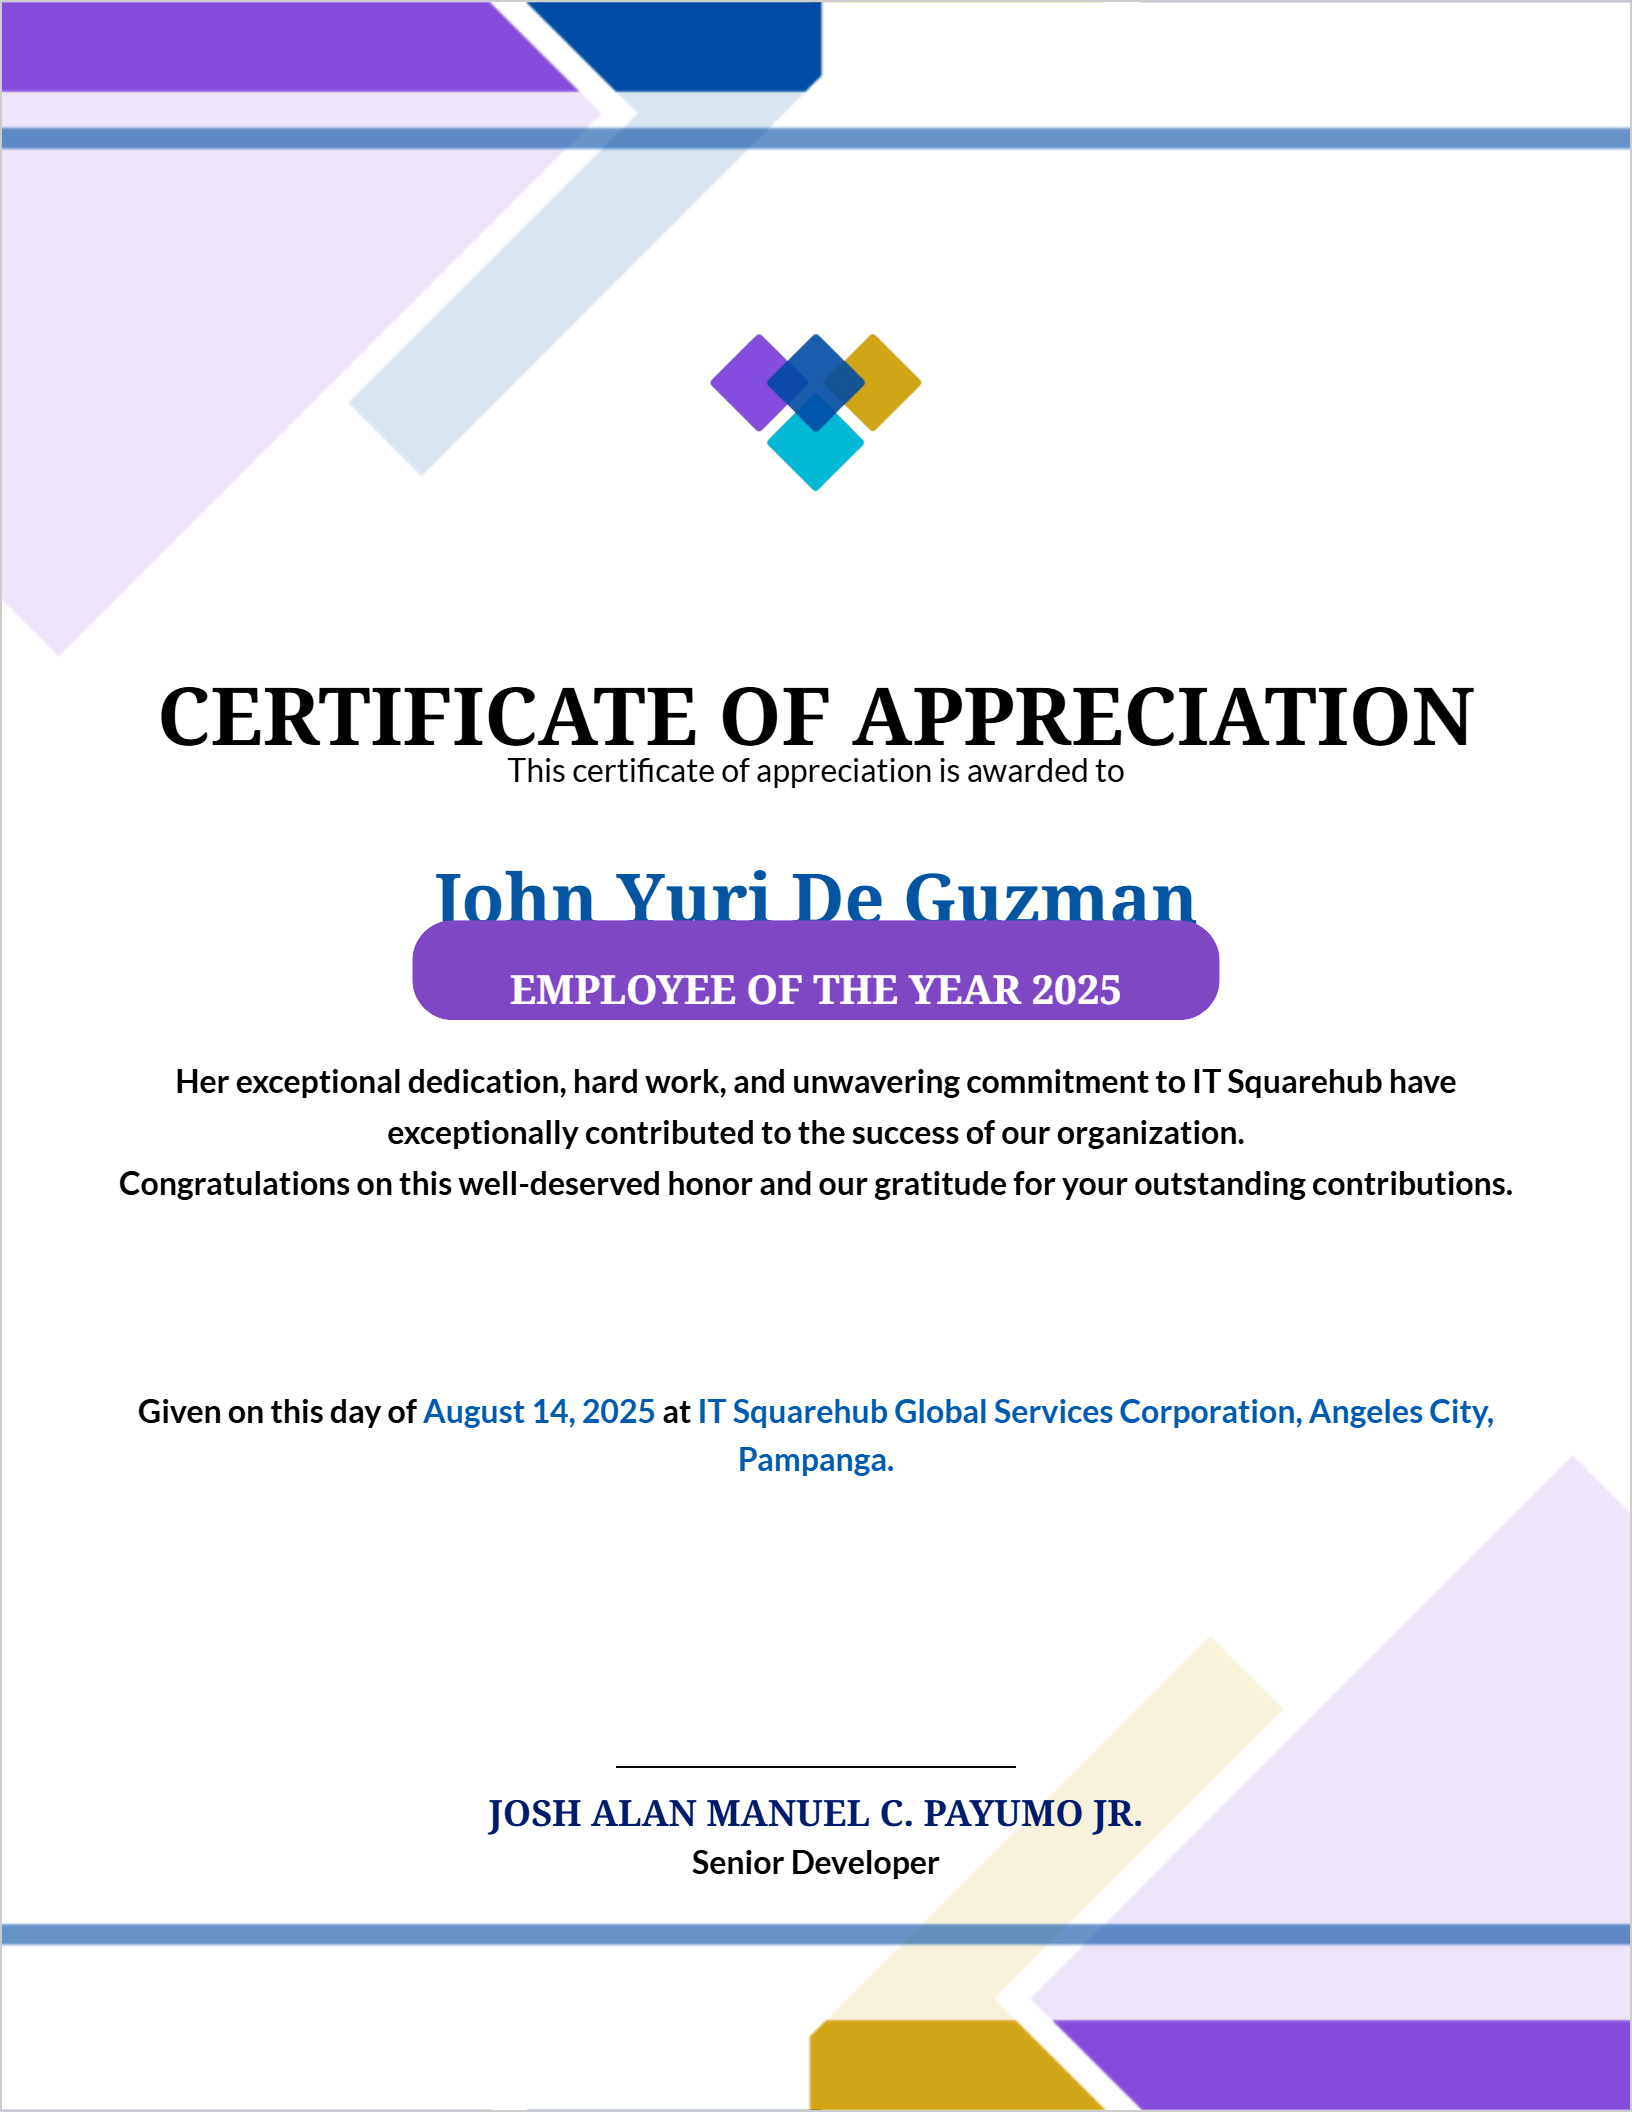 CERTIFICATE OF APPRECIATION
This certificate of appreciation is awarded to
John Yuri De Guzman
EMPLOYEE OF THE YEAR 2025
Her exceptional dedication, hard work, and unwavering commitment to IT Squarehub have
exceptionally contributed to the success of our organization.
Congratulations on this well-deserved honor and our gratitude for your outstanding contributions.
Given on this day of August 14, 2025 at IT Squarehub Global Services Corporation, Angeles City,
Pampanga.
JOSH ALAN MANUEL C. PAYUMO JR.
Senior Developer